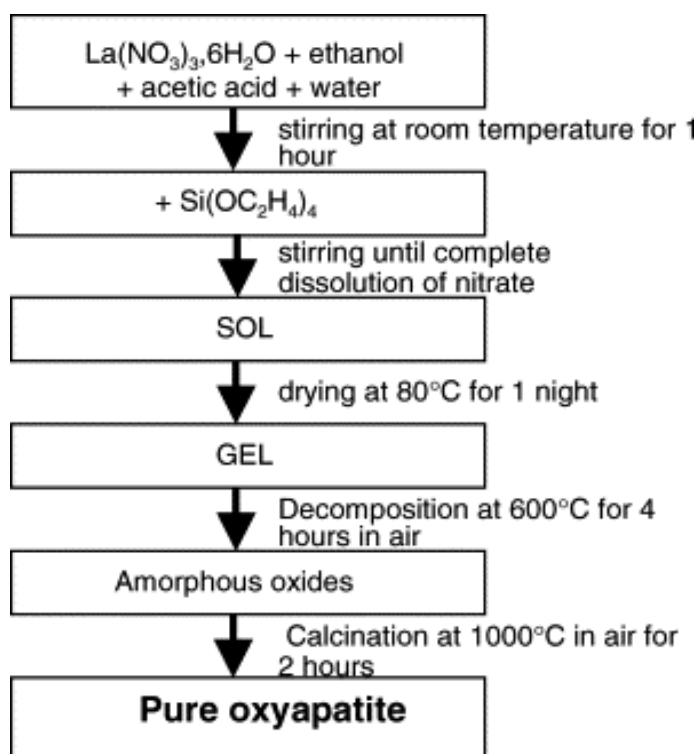 La(NO₃)₃,6H₂O + ethanol
+ acetic acid + water
stirring at room temperature for 1
hour
+ Si(OC₂H₄)₄
stirring until complete
dissolution of nitrate
SOL
drying at 80°C for 1 night
GEL
Decomposition at 600°C for 4
hours in air
Amorphous oxides
Calcination at 1000°C in air for
2 hours
Pure oxyapatite